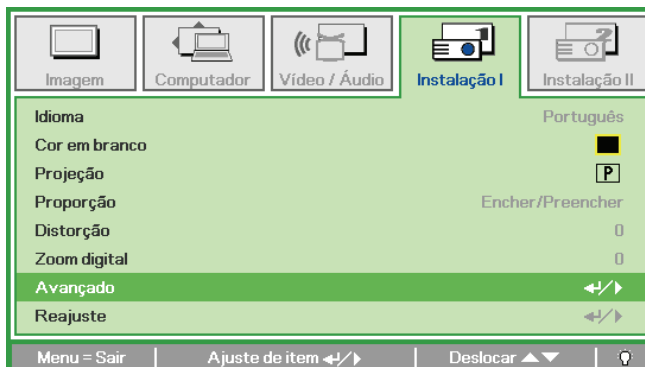 Imagem
Computador
Vídeo / Áudio
Instalação I
Instalação II
Idioma Português
Cor em branco
Projeção P
Proporção Encher/Preencher
Distorção 0
Zoom digital 0
Avançado
Reajuste
Menu = Sair Ajuste de item Deslocar